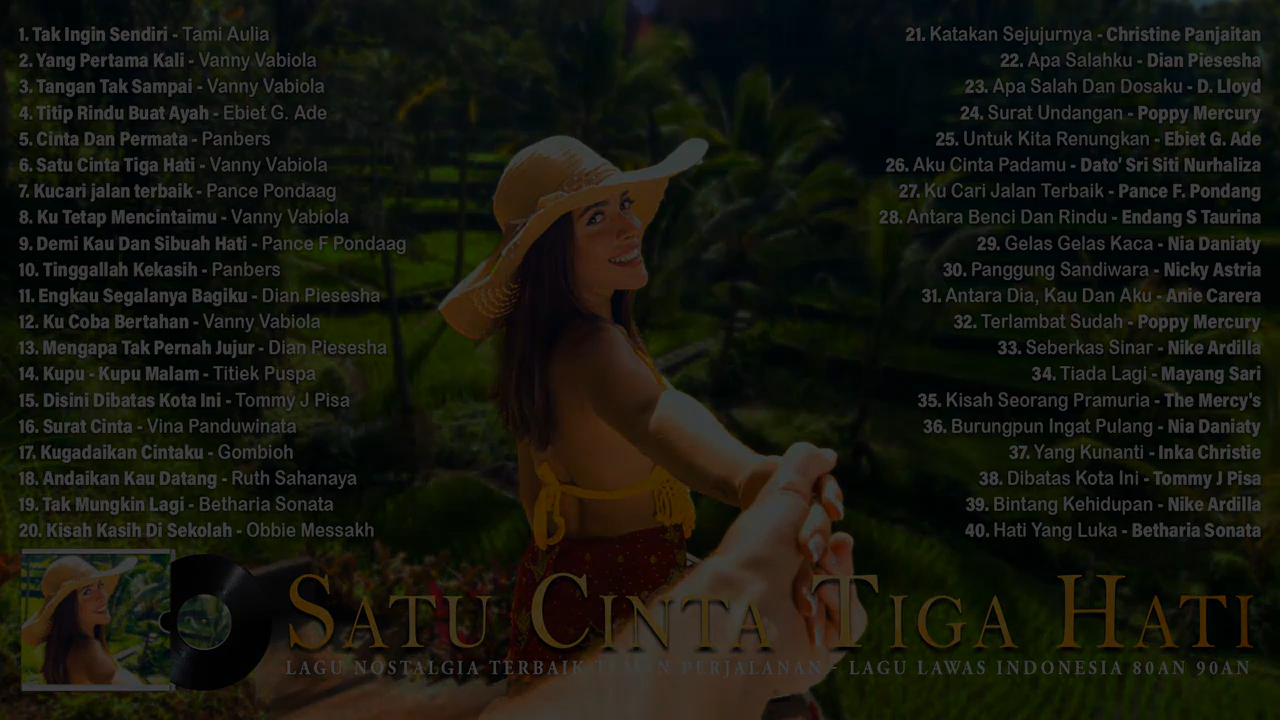 1. Tak Ingin Sendiri - Tami Aulia
2. Yang Pertama Kali - Vanny Vabiola
3. Tangan Tak Sampai - Vanny Vabiola
4. Titip Rindu Buat Ayah - Ebiet G. Ade
5. Cinta Dan Permata - Panbers
6. Satu Cinta Tiga Hati - Vanny Vabiola
7. Kucari jalan terbaik - Pance Pondaag
8. Ku Tetap Mencintaimu - Vanny Vabiola
9. Demi Kau Dan Sibuah Hati - Pance F Pondaag
10. Tinggallah Kekasih - Panbers
11. Engkau Segalanya Bagiku - Dian Piesesha
12. Ku Coba Bertahan - Vanny Vabiola
13. Mengapa Tak Pernah Jujur - Dian Piesesha
14. Kupu - Kupu Malam - Titiek Puspa
15. Disini Dibatas Kota Ini - Tommy J Pisa
16. Surat Cinta - Vina Panduwinata
17. Kugadaikan Cintaku - Gombioh
18. Andaikan Kau Datang - Ruth Sahanaya
19. Tak Mungkin Lagi - Betharia Sonata
20. Kisah Kasih Di Sekolah - Obbie Messakh
21. Katakan Sejujurnya - Christine Panjaitan
22. Apa Salahku - Dian Piesesha
23. Apa Salah Dan Dosaku - D. Lloyd
24. Surat Undangan - Poppy Mercury
25. Untuk Kita Renungkan - Ebiet G. Ade
26. Aku Cinta Padamu - Dato' Sri Siti Nurhaliza
27. Ku Cari Jalan Terbaik - Pance F. Pondang
28. Antara Benci Dan Rindu - Endang S Taurina
29. Gelas Gelas Kaca - Nia Daniaty
30. Panggung Sandiwara - Nicky Astria
31. Antara Dia, Kau Dan Aku - Anie Carera
32. Terlambat Sudah - Poppy Mercury
33. Seberkas Sinar - Nike Ardilla
34. Tiada Lagi - Mayang Sari
35. Kisah Seorang Pramuria - The Mercy's
36. Burungpun Ingat Pulang - Nia Daniaty
37. Yang Kunanti - Inka Christie
38. Dibatas Kota Ini - Tommy J Pisa
39. Bintang Kehidupan - Nike Ardilla
40. Hati Yang Luka - Betharia Sonata
SATU CINTA TIGA HATI
LAGU NOSTALGIA TERBAIK TEMAN PERJALANAN - LAGU LAWAS INDONESIA 80AN 90AN